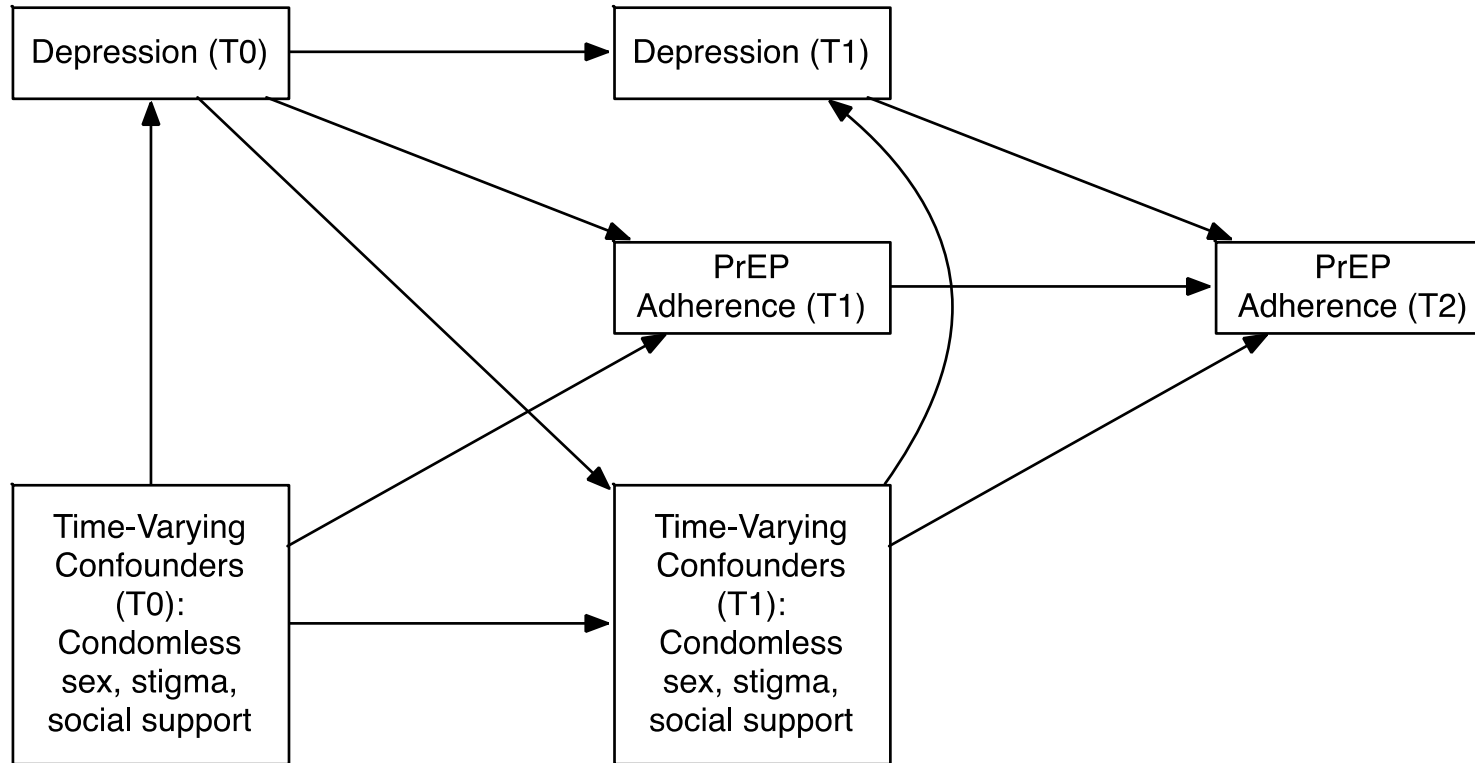 Depression (T0)
Depression (T1)
PrEP
Adherence (T1)
PrEP
Adherence (T2)
Time-Varying
Confounders
(T0):
Condomless
sex, stigma,
social support
Time-Varying
Confounders
(T1):
Condomless
sex, stigma,
social support